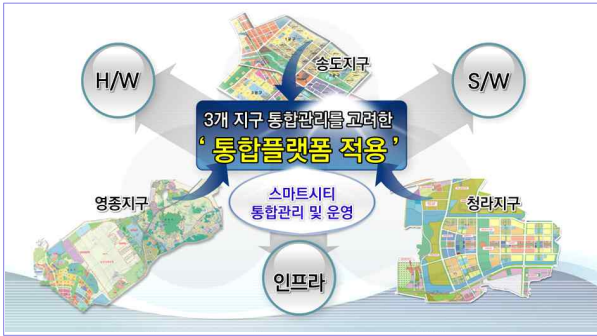 송도지구
H/W
S/W
3개 지구 통합관리를 고려한
‘ 통합플랫폼 적용 ’
영종지구
스마트시티
통합관리 및 운영
청라지구
인프라